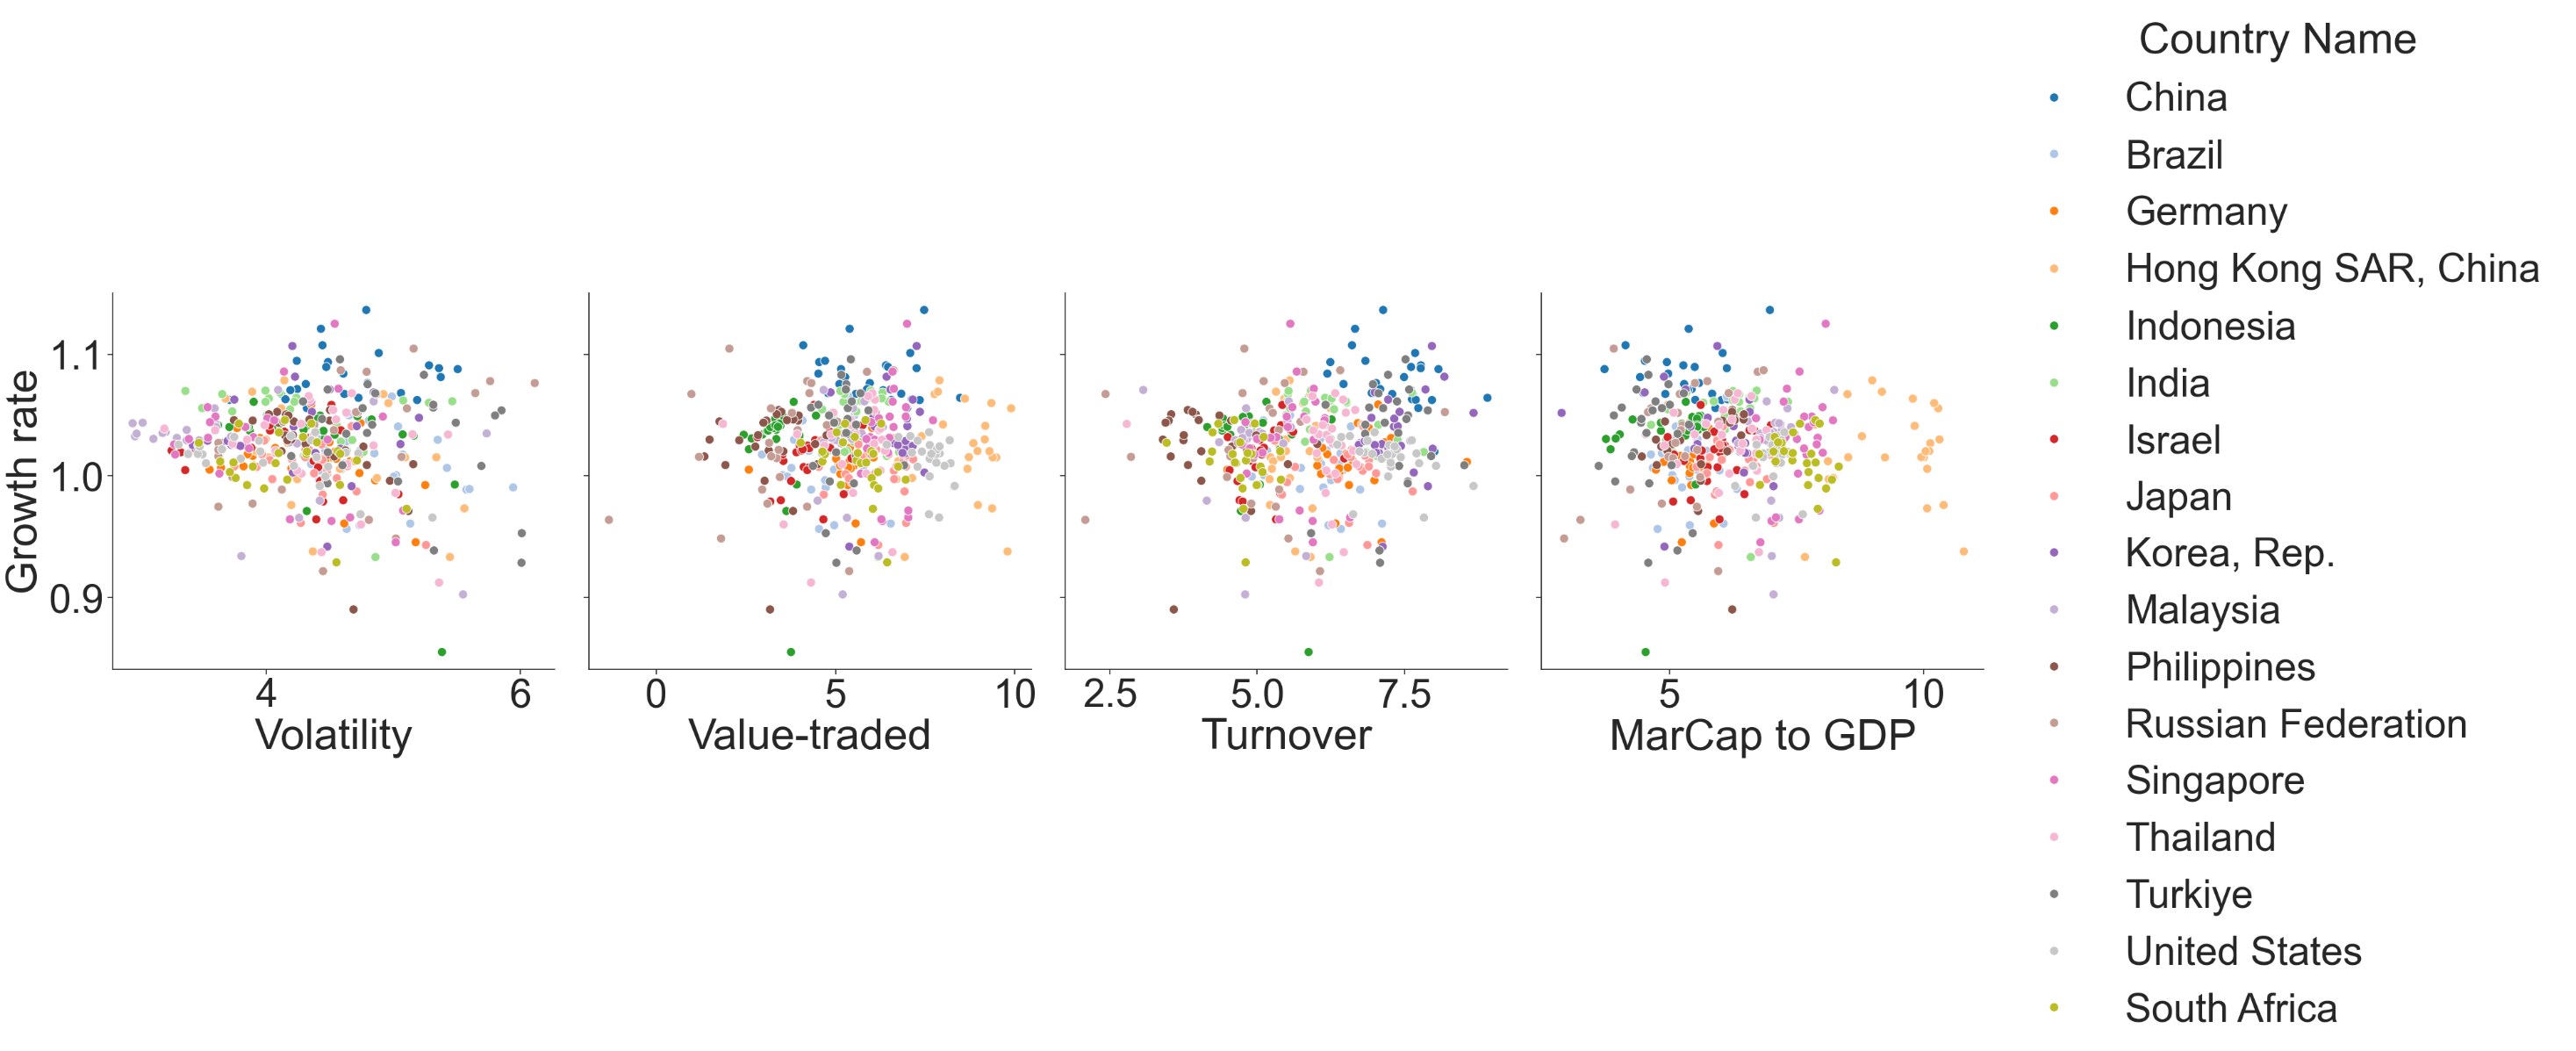 Country Name
China
Brazil
Germany
Hong Kong SAR, China
Indonesia
India
Israel
Japan
Korea, Rep.
Malaysia
Philippines
Russian Federation
Singapore
Thailand
Turkiye
United States
South Africa
Growth rate
1.1
1.0
0.9
4 6
Volatility
0 5 10
Value-traded
2.5 5.0 7.5
Turnover
5 10
MarCap to GDP